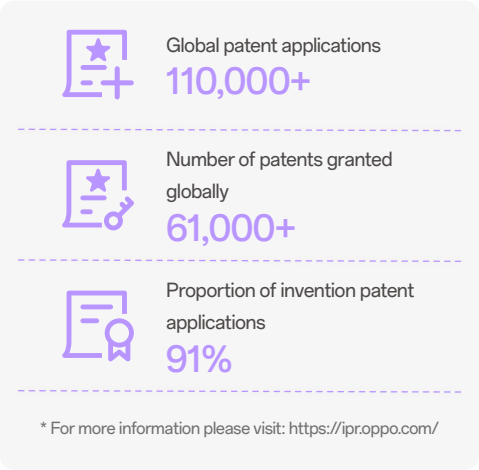 Global patent applications
110,000+
Number of patents granted
globally
61,000+
Proportion of invention patent
applications
91%
* For more information please visit: https://ipr.oppo.com/